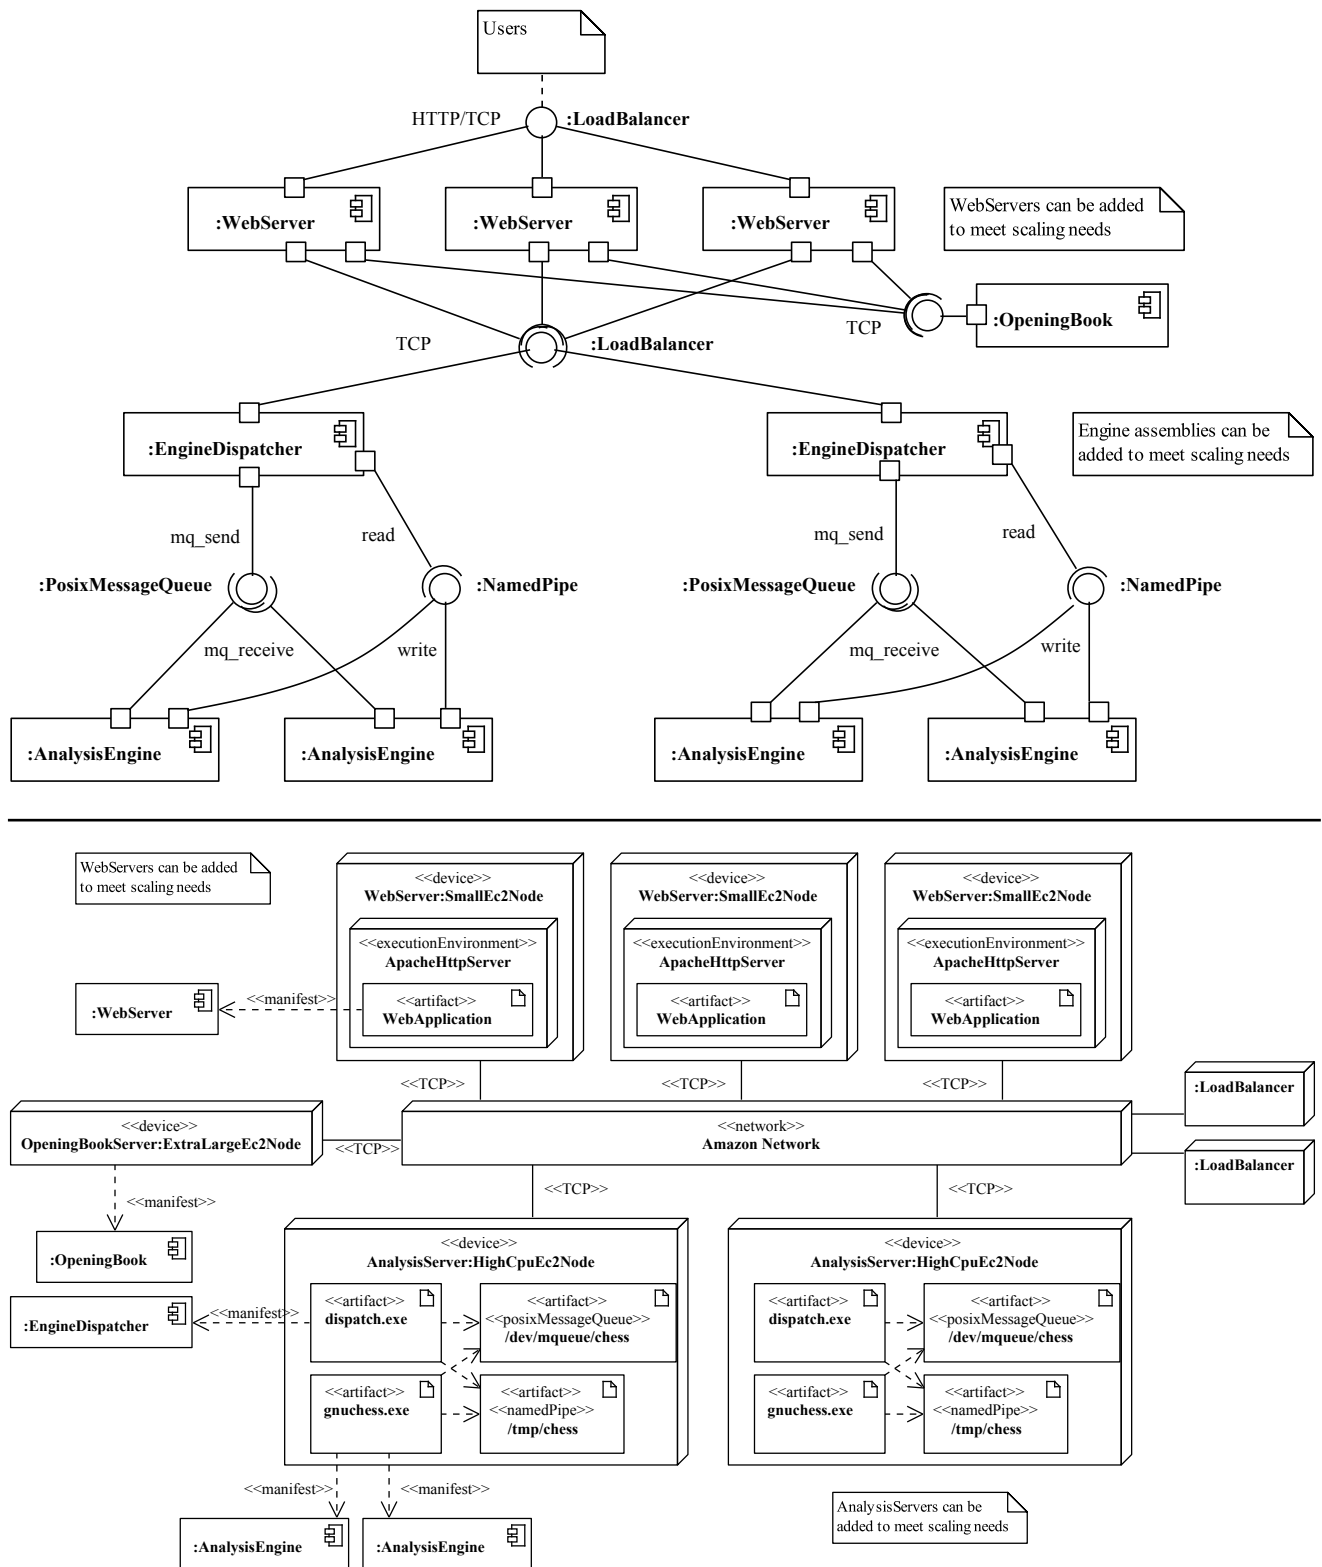 Users
HTTP/TCP
:LoadBalancer
:WebServer
:WebServer
:WebServer
WebServers can be added
to meet scaling needs
TCP
:OpeningBook
TCP
:LoadBalancer
:EngineDispatcher
:EngineDispatcher
Engine assemblies can be
added to meet scaling needs
mq_send
read
mq_send
read
:PosixMessageQueue
:NamedPipe
:PosixMessageQueue
:NamedPipe
mq_receive
write
mq_receive
write
:AnalysisEngine
:AnalysisEngine
:AnalysisEngine
:AnalysisEngine
WebServers can be added
to meet scaling needs
<<device>>
WebServer:SmallEc2Node
<<executionEnvironment>>
ApacheHttpServer
<<artifact>>
WebApplication
<<device>>
WebServer:SmallEc2Node
<<executionEnvironment>>
ApacheHttpServer
<<artifact>>
WebApplication
<<device>>
WebServer:SmallEc2Node
<<executionEnvironment>>
ApacheHttpServer
<<artifact>>
WebApplication
:WebServer
<<manifest>>
<<TCP>>
<<TCP>>
<<TCP>>
:LoadBalancer
<<device>>
OpeningBookServer:ExtraLargeEc2Node
<<TCP>>
<<network>>
Amazon Network
:LoadBalancer
<<manifest>>
<<TCP>>
<<TCP>>
:OpeningBook
:EngineDispatcher
<<manifest>>
<<device>>
AnalysisServer:HighCpuEc2Node
<<artifact>>
dispatch.exe
<<artifact>>
<<posixMessageQueue>>
/dev/mqueue/chess
<<artifact>>
gnuchess.exe
<<artifact>>
<<namedPipe>>
/tmp/chess
<<device>>
AnalysisServer:HighCpuEc2Node
<<artifact>>
dispatch.exe
<<artifact>>
<<posixMessageQueue>>
/dev/mqueue/chess
<<artifact>>
gnuchess.exe
<<artifact>>
<<namedPipe>>
/tmp/chess
<<manifest>>
<<manifest>>
:AnalysisEngine
:AnalysisEngine
AnalysisServers can be
added to meet scaling needs